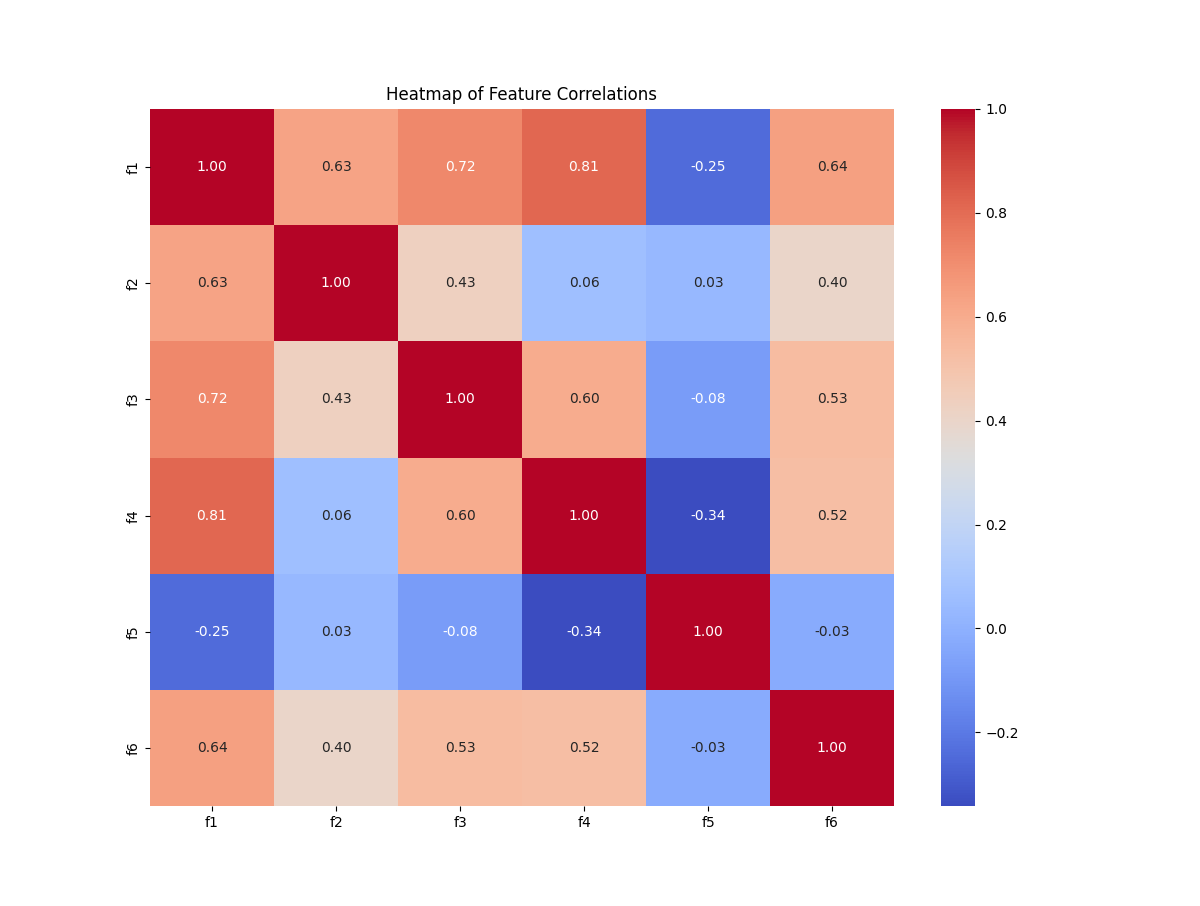 Heatmap of Feature Correlations
f1 1.00 0.63 0.72 0.81 -0.25 0.64
f2 0.63 1.00 0.43 0.06 0.03 0.40
f3 0.72 0.43 1.00 0.60 -0.08 0.53
f4 0.81 0.06 0.60 1.00 -0.34 0.52
f5 -0.25 0.03 -0.08 -0.34 1.00 -0.03
f6 0.64 0.40 0.53 0.52 -0.03 1.00
f1 f2 f3 f4 f5 f6
1.0
0.8
0.6
0.4
0.2
0.0
−0.2